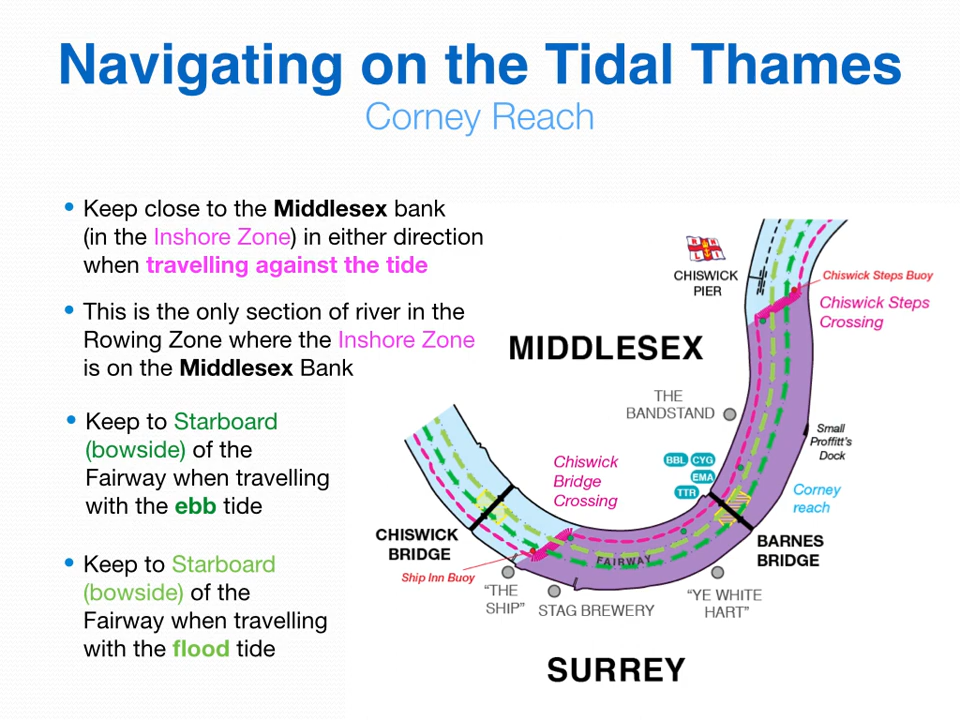 Navigating on the Tidal Thames
Corney Reach
• Keep close to the Middlesex bank
(in the Inshore Zone) in either direction
when travelling against the tide
• This is the only section of river in the
Rowing Zone where the Inshore Zone
is on the Middlesex Bank
• Keep to Starboard
(bowside) of the
Fairway when travelling
with the ebb tide
• Keep to Starboard
(bowside) of the
Fairway when travelling
with the flood tide
RNLI
CHISWICK
PIER
Chiswick Steps Buoy
Chiswick Steps
Crossing
MIDDLESEX
THE
BANDSTAND
Small
Proffitt's
Dock
BBL
CYG
EMA
TTR
Chiswick
Bridge
Crossing
Corney
reach
CHISWICK
BRIDGE
BARNES
BRIDGE
FAIRWAY
Ship Inn Buoy
"THE
SHIP"
STAG BREWERY
"YE WHITE
HART"
SURREY